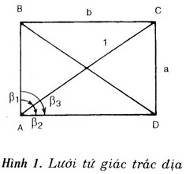 B b C
1
a
β1 β3
β2
A D
Hình 1. Lưới tứ giác trắc địa